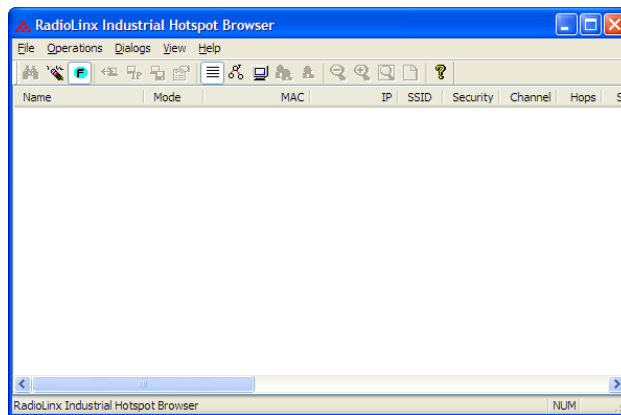 RadioLinx Industrial Hotspot Browser
File Operations Dialogs View Help
F P ?
Name Mode MAC IP SSID Security Channel Hops S
RadioLinx Industrial Hotspot Browser NUM